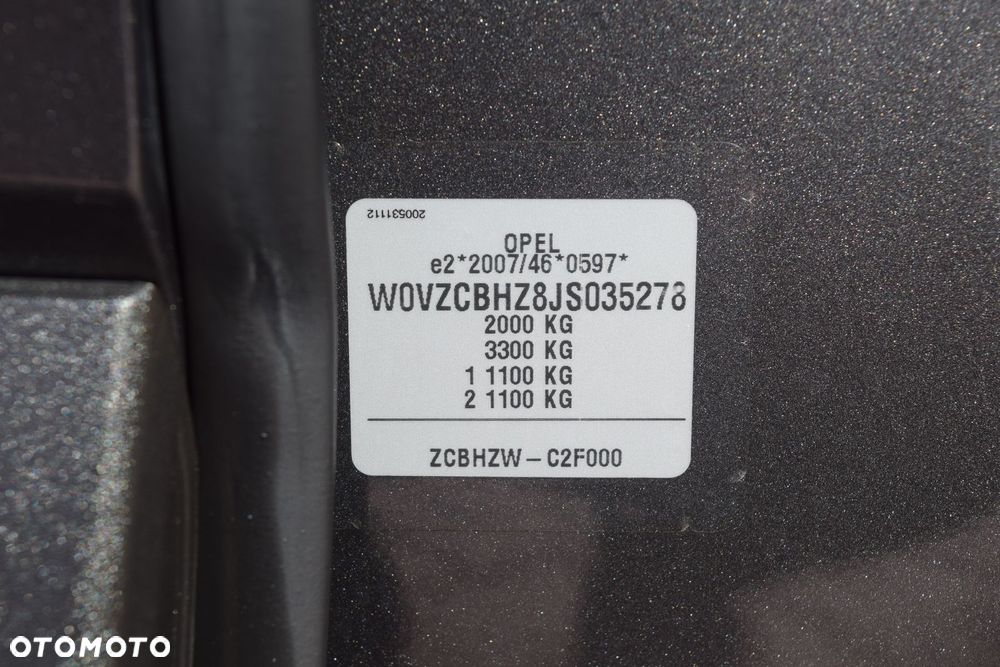 200531112
OPEL
e2*2007/46*0597*
W0VZCBHZ8JS035278
2000 KG
3300 KG
1 1100 KG
2 1100 KG
ZCBHZW – C2F000
OTOMOTO